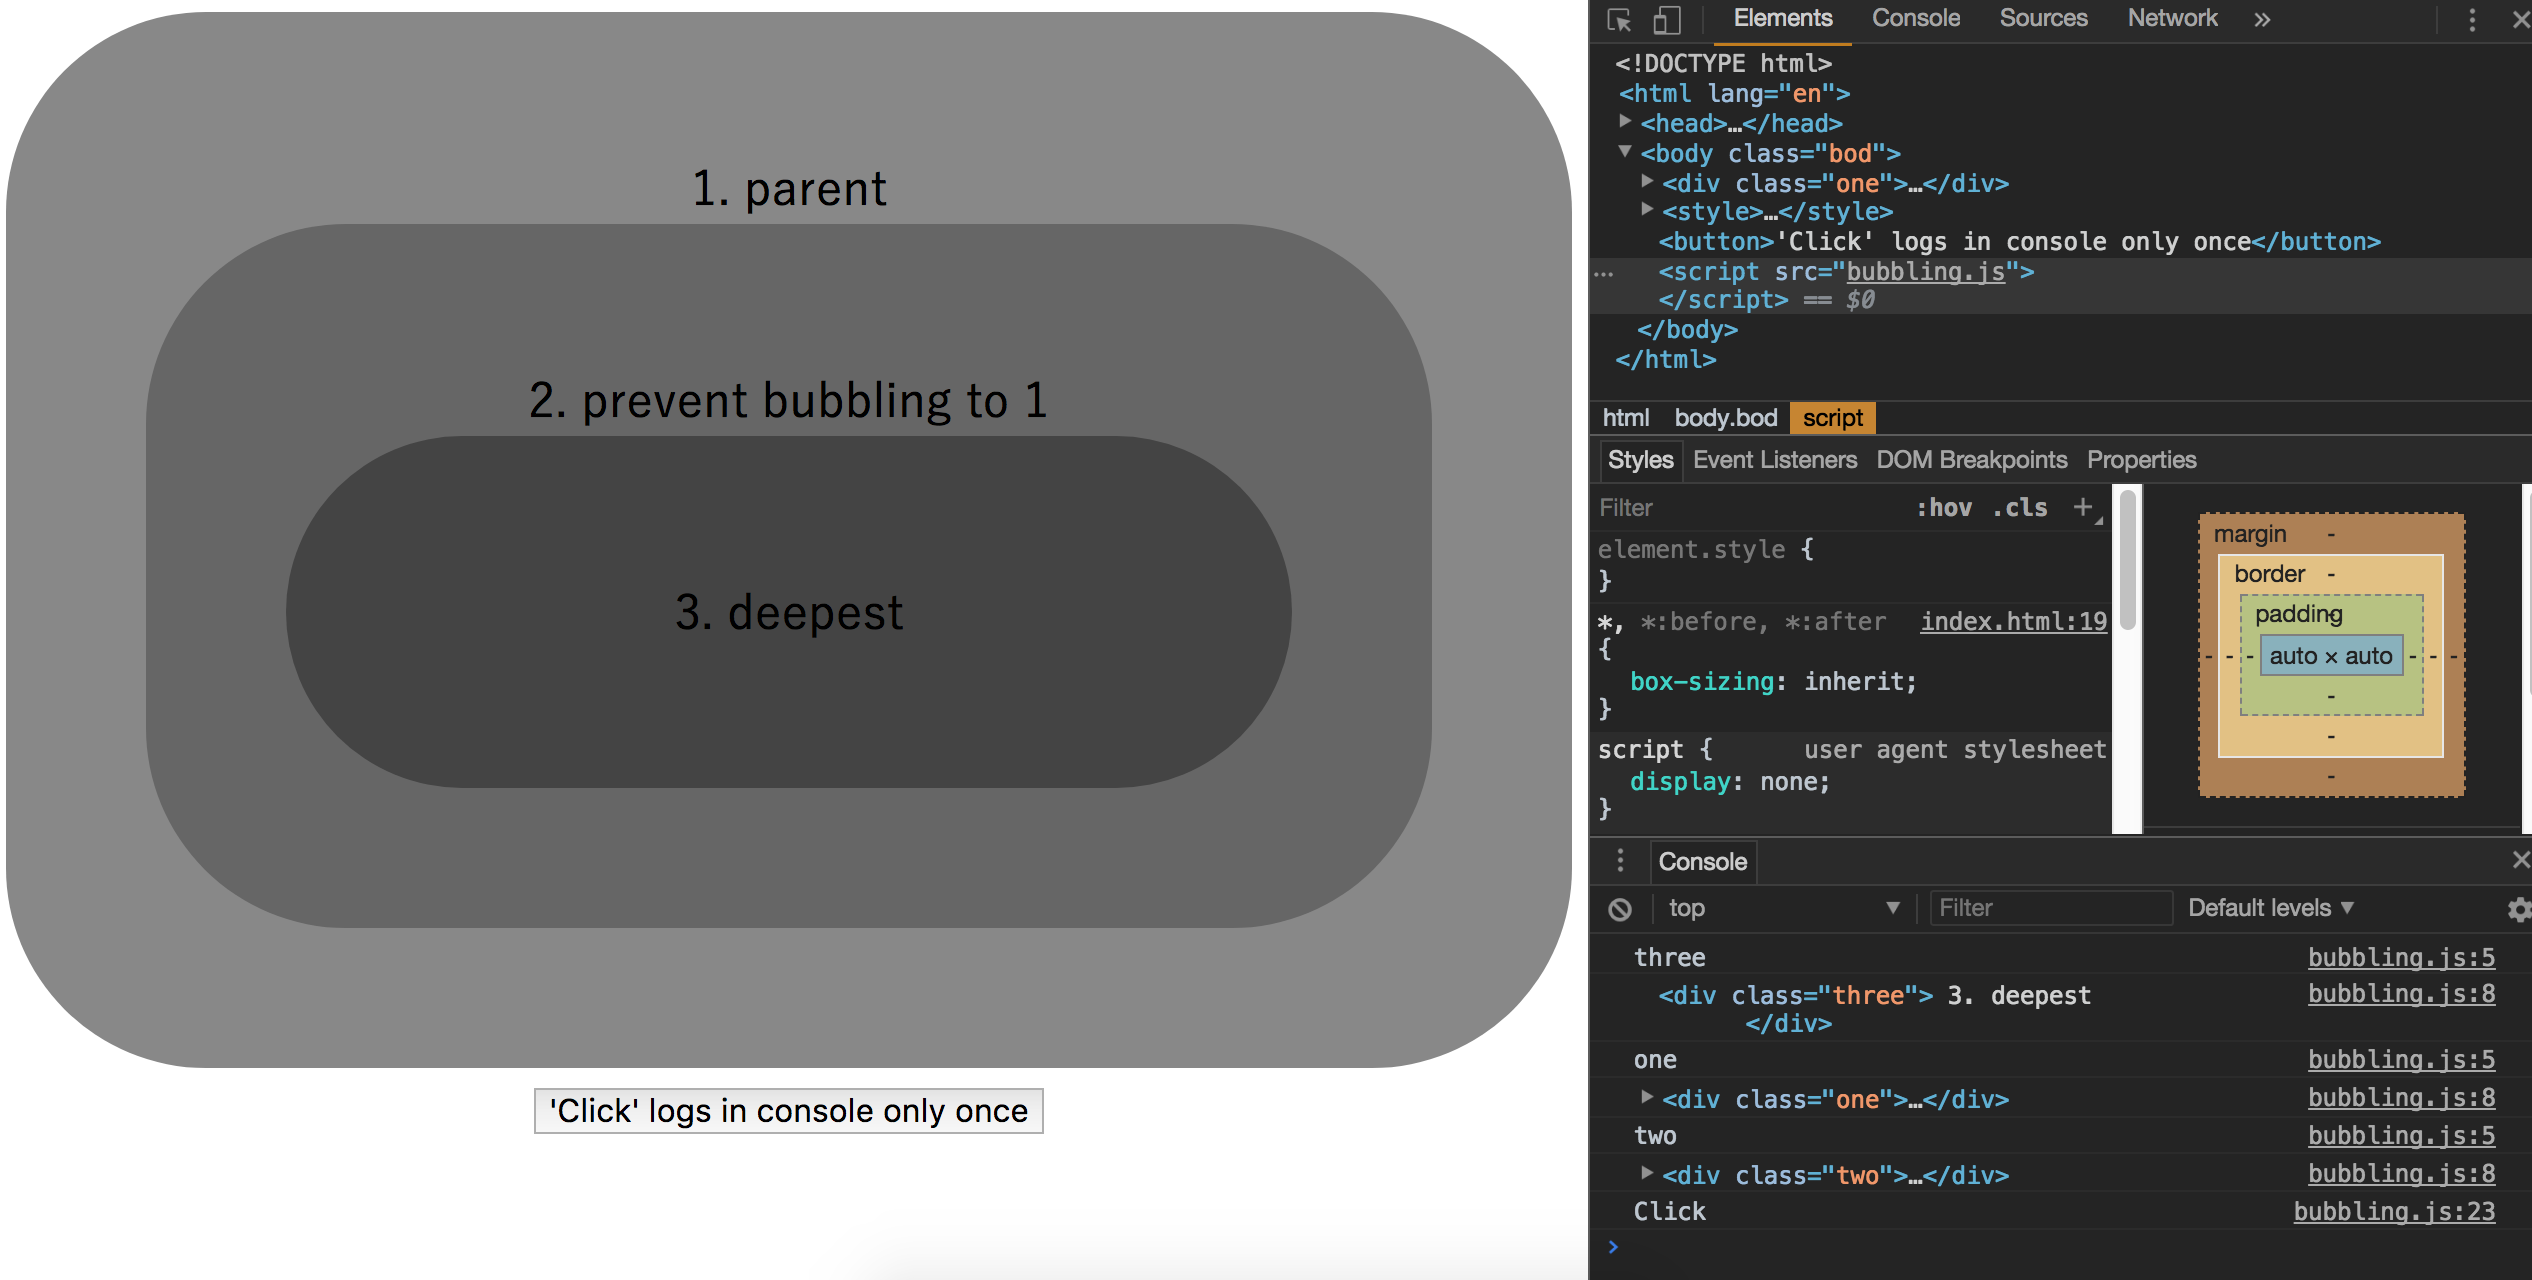 1. parent
2. prevent bubbling to 1
3. deepest
'Click' logs in console only once
Elements Console Sources Network »
<!DOCTYPE html>
<html lang="en">
<head>…</head>
<body class="bod">
<div class="one">…</div>
<style>…</style>
<button>'Click' logs in console only once</button>
… <script src="bubbling.js">
</script> == $0
</body>
</html>
html body.bod script
Styles Event Listeners DOM Breakpoints Properties
Filter :hov .cls +
element.style {
}
*, *:before, *:after index.html:19
{
box-sizing: inherit;
}
script { user agent stylesheet
display: none;
}
margin -
border -
padding -
- - - auto × auto - - -
-
-
-
Console
top Filter Default levels
three bubbling.js:5
<div class="three"> 3. deepest bubbling.js:8
</div>
one bubbling.js:5
<div class="one">…</div> bubbling.js:8
two bubbling.js:5
<div class="two">…</div> bubbling.js:8
Click bubbling.js:23
>